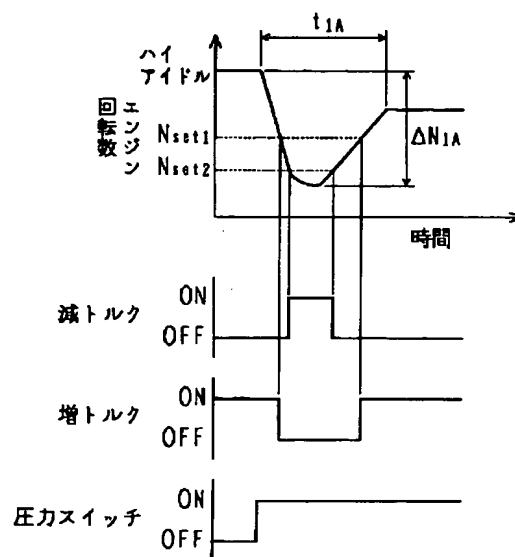 t1A
ハイ
アイドル
エンジン
回転数
Nset1
Nset2
ΔN1A
時間
減トルク
ON
OFF
増トルク
ON
OFF
圧力スイッチ
ON
OFF